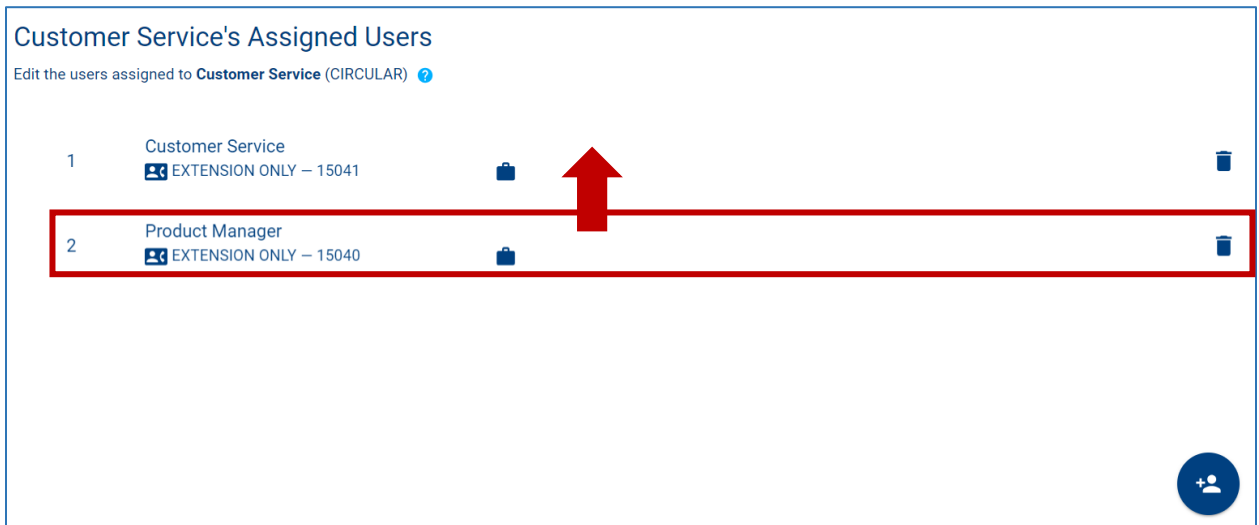 Customer Service's Assigned Users
Edit the users assigned to Customer Service (CIRCULAR) ?
1
Customer Service
EXTENSION ONLY — 15041
2
Product Manager
EXTENSION ONLY — 15040